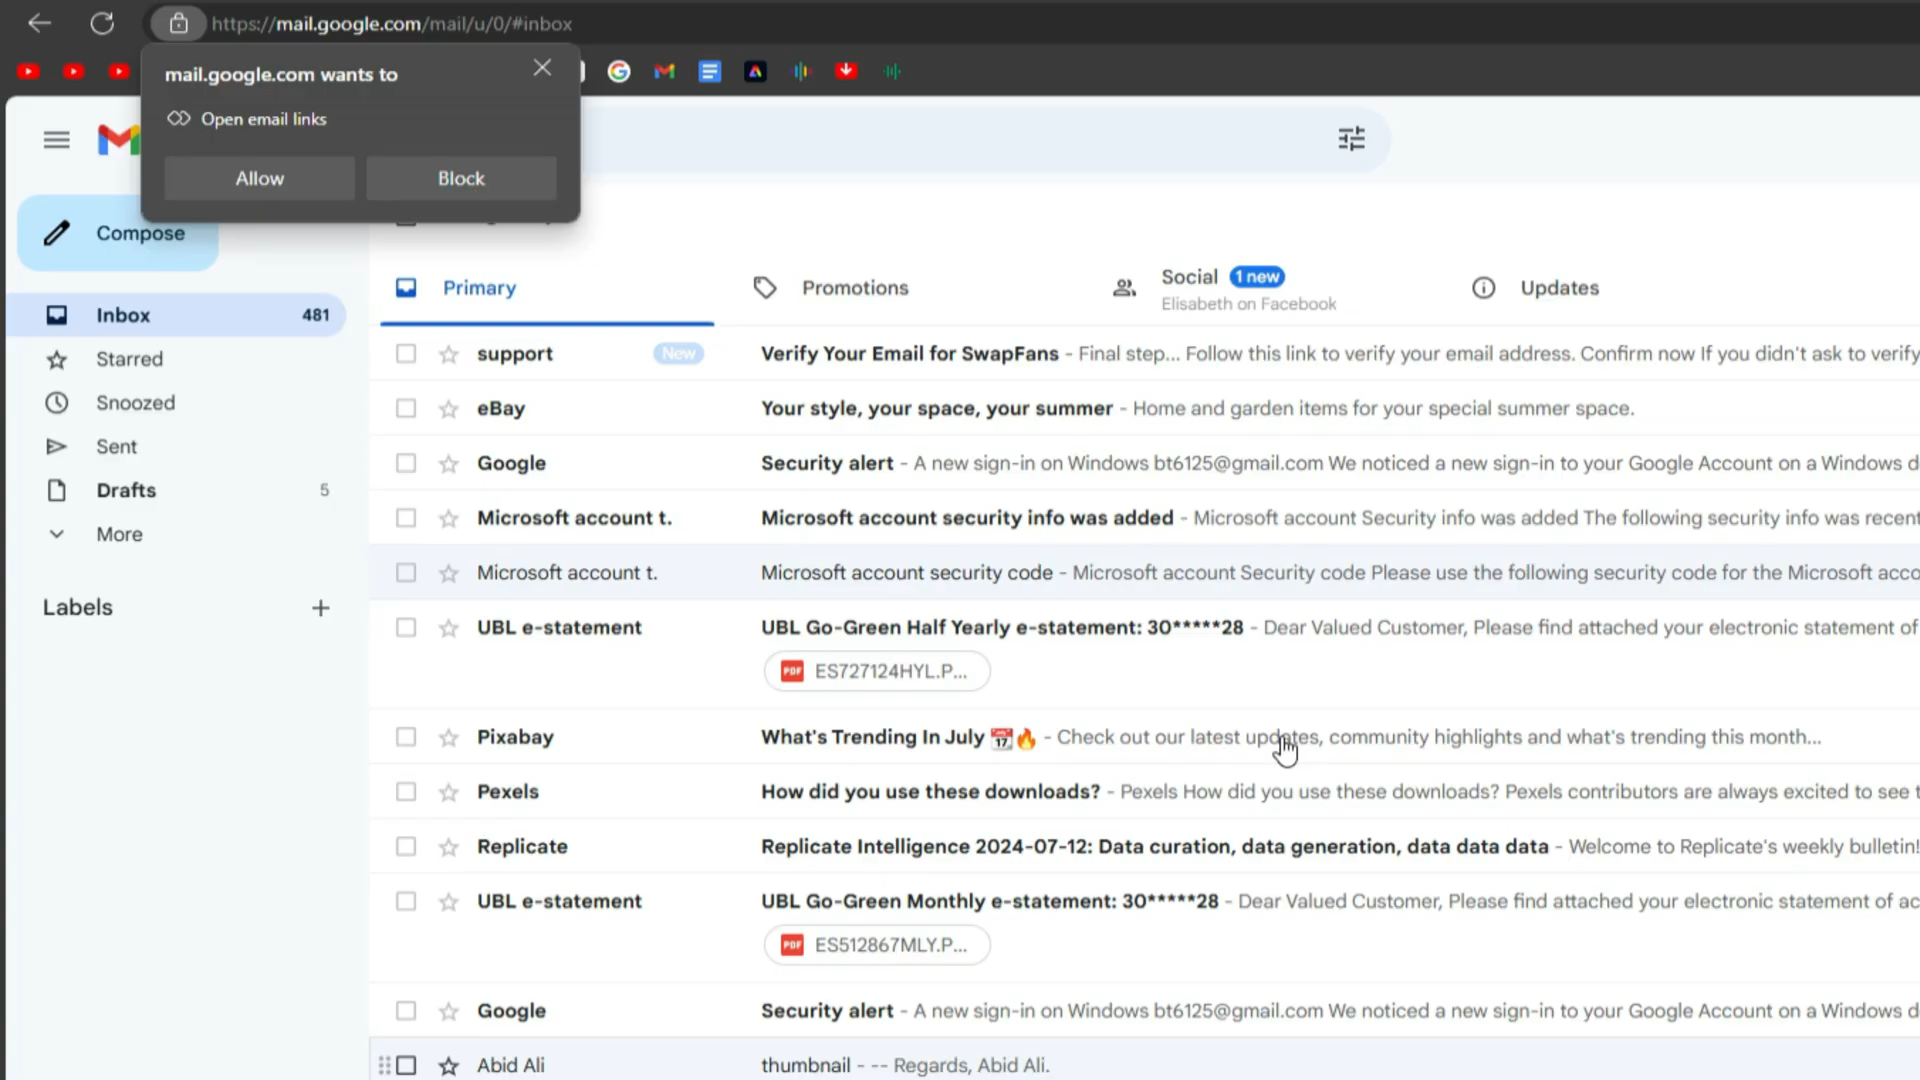 https://mail.google.com/mail/u/0/#inbox
mail.google.com wants to
Open email links
Allow Block
Compose
Inbox 481
Starred
Snoozed
Sent
Drafts 5
More
Labels
Primary Promotions Social 1 new Updates
Elisabeth on Facebook
support New Verify Your Email for SwapFans - Final step... Follow this link to verify your email address. Confirm now If you didn't ask to verify
eBay Your style, your space, your summer - Home and garden items for your special summer space.
Google Security alert - A new sign-in on Windows bt6125@gmail.com We noticed a new sign-in to your Google Account on a Windows d
Microsoft account t. Microsoft account security info was added - Microsoft account Security info was added The following security info was recent
Microsoft account t. Microsoft account security code - Microsoft account Security code Please use the following security code for the Microsoft acco
UBL e-statement UBL Go-Green Half Yearly e-statement: 30*****28 - Dear Valued Customer, Please find attached your electronic statement of
PDF ES727124HYL.P...
Pixabay What's Trending In July 📆🔥 - Check out our latest updates, community highlights and what's trending this month...
Pexels How did you use these downloads? - Pexels How did you use these downloads? Pexels contributors are always excited to see t
Replicate Replicate Intelligence 2024-07-12: Data curation, data generation, data data data - Welcome to Replicate's weekly bulletin!
UBL e-statement UBL Go-Green Monthly e-statement: 30*****28 - Dear Valued Customer, Please find attached your electronic statement of ac
PDF ES512867MLY.P...
Google Security alert - A new sign-in on Windows bt6125@gmail.com We noticed a new sign-in to your Google Account on a Windows d
Abid Ali thumbnail - -- Regards, Abid Ali.